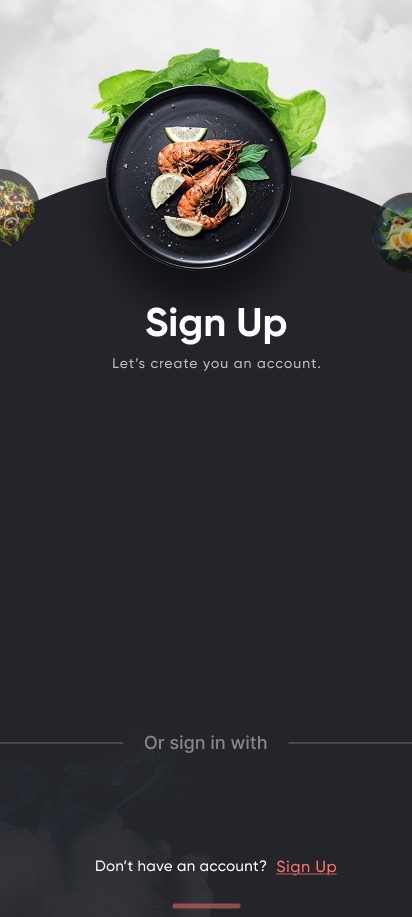 Sign Up
Let’s create you an account.
Or sign in with
Don’t have an account? Sign Up